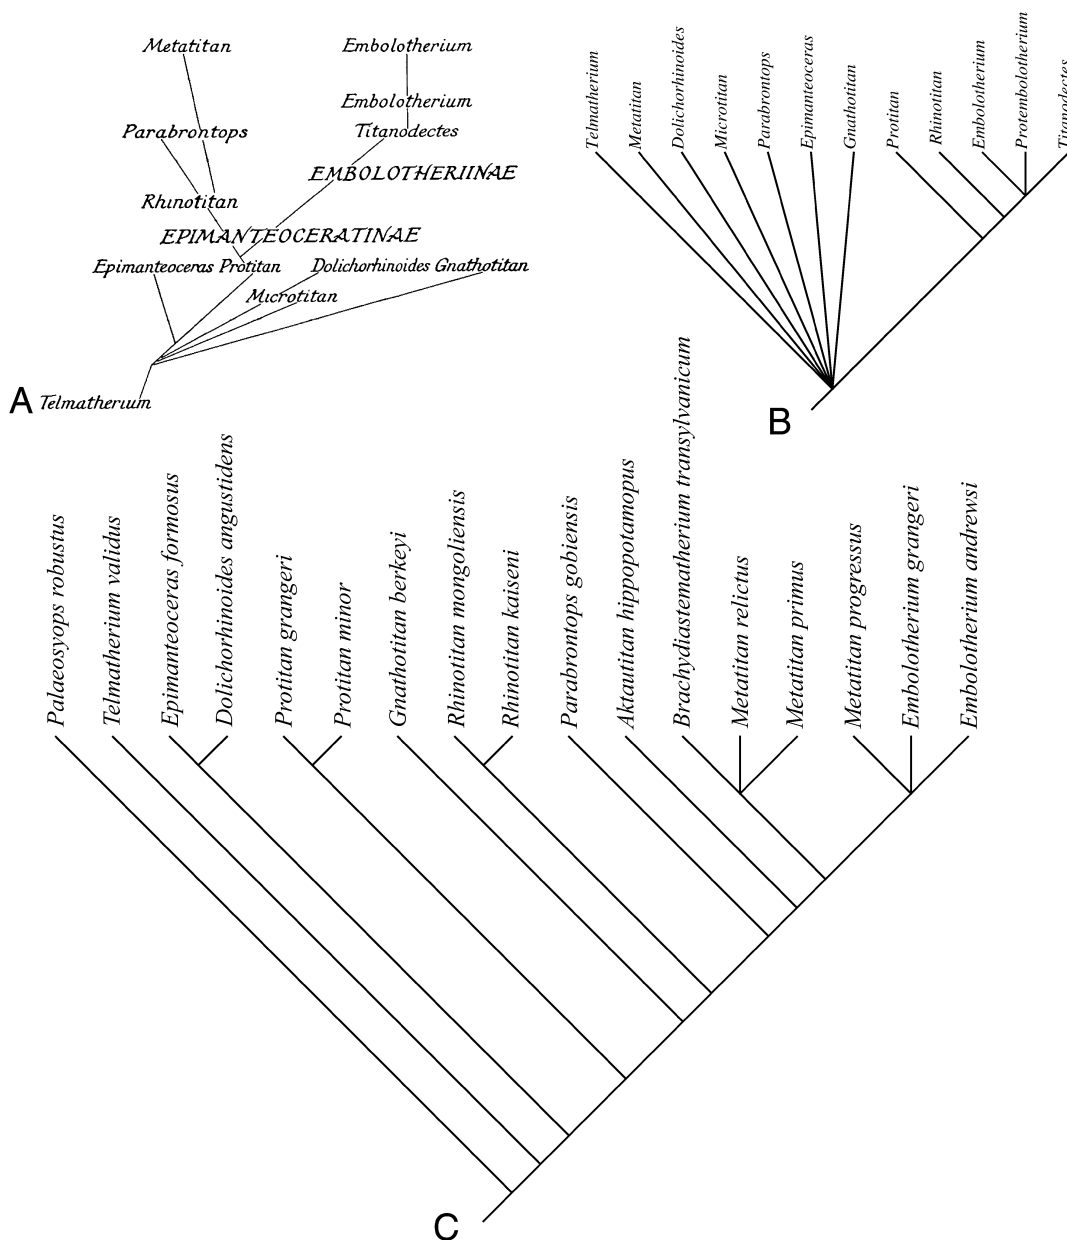 Metatitan
Embolotherium
Embolotherium
Parabrontops
Titanodectes
EMBOLOTHERIINAE
Rhinotitan
EPIMANTEOCERATINAE
Epimanteoceras Protitan Dolichorhinoides Gnathotitan
Microtitan
A Telmatherium
Telmatherium
Metatitan
Dolichorhinoides
Microtitan
Parabrontops
Epimanteoceras
Gnathotitan
Protitan
Rhinotitan
Embolotherium
Protembolotherium
Titanodectes
B
Palaeosyops robustus
Telmatherium validus
Epimanteoceras formosus
Dolichorhinoides angustidens
Protitan grangeri
Protitan minor
Gnathotitan berkeyi
Rhinotitan mongoliensis
Rhinotitan kaiseni
Parabrontops gobiensis
Aktautitan hippopotamopus
Brachydiastematherium transylvanicum
Metatitan relictus
Metatitan primus
Metatitan progressus
Embolotherium grangeri
Embolotherium andrewsi
C